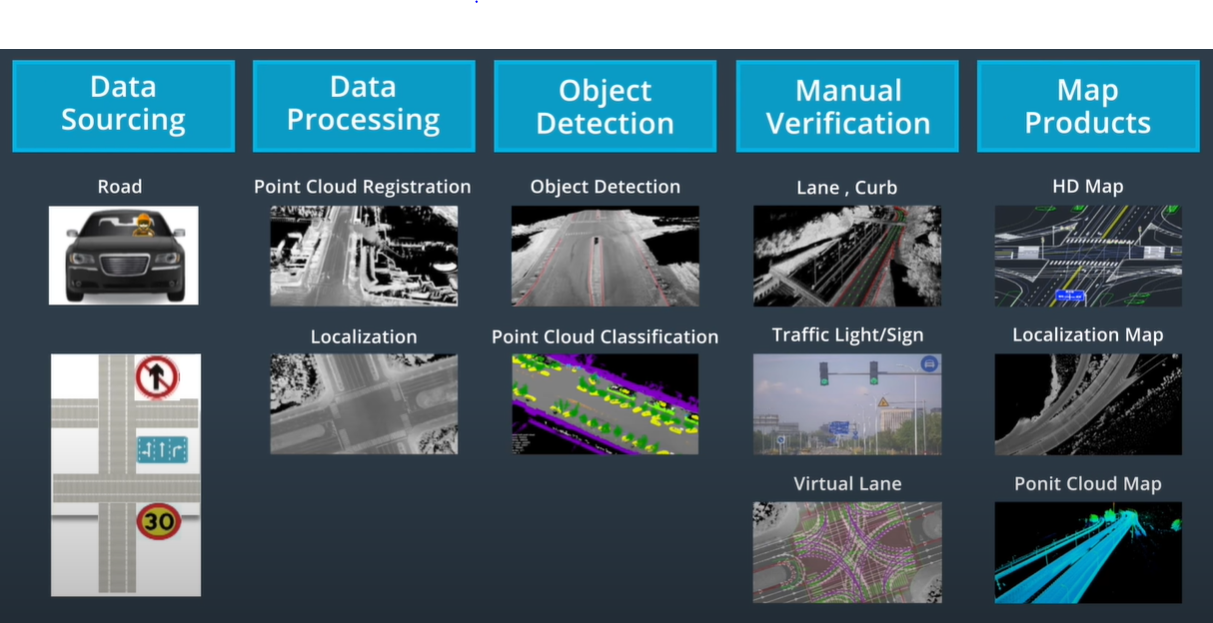 Data
Sourcing
Data
Processing
Object
Detection
Manual
Verification
Map
Products
Road
Point Cloud Registration
Localization
Object Detection
Point Cloud Classification
Lane , Curb
Traffic Light/Sign
Virtual Lane
HD Map
Localization Map
Ponit Cloud Map
30